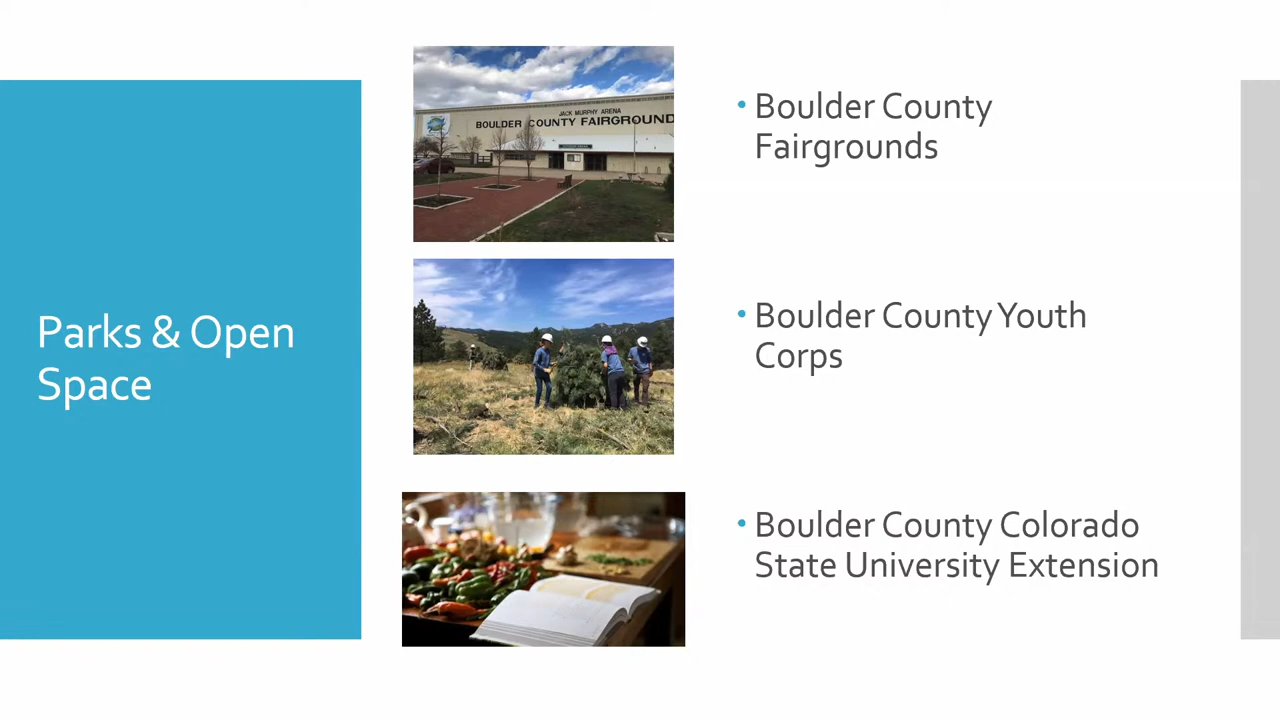 Parks & Open
Space
JACK MURPHY ARENA
BOULDER COUNTY FAIRGROUND
• Boulder County
Fairgrounds
• Boulder County Youth
Corps
• Boulder County Colorado
State University Extension